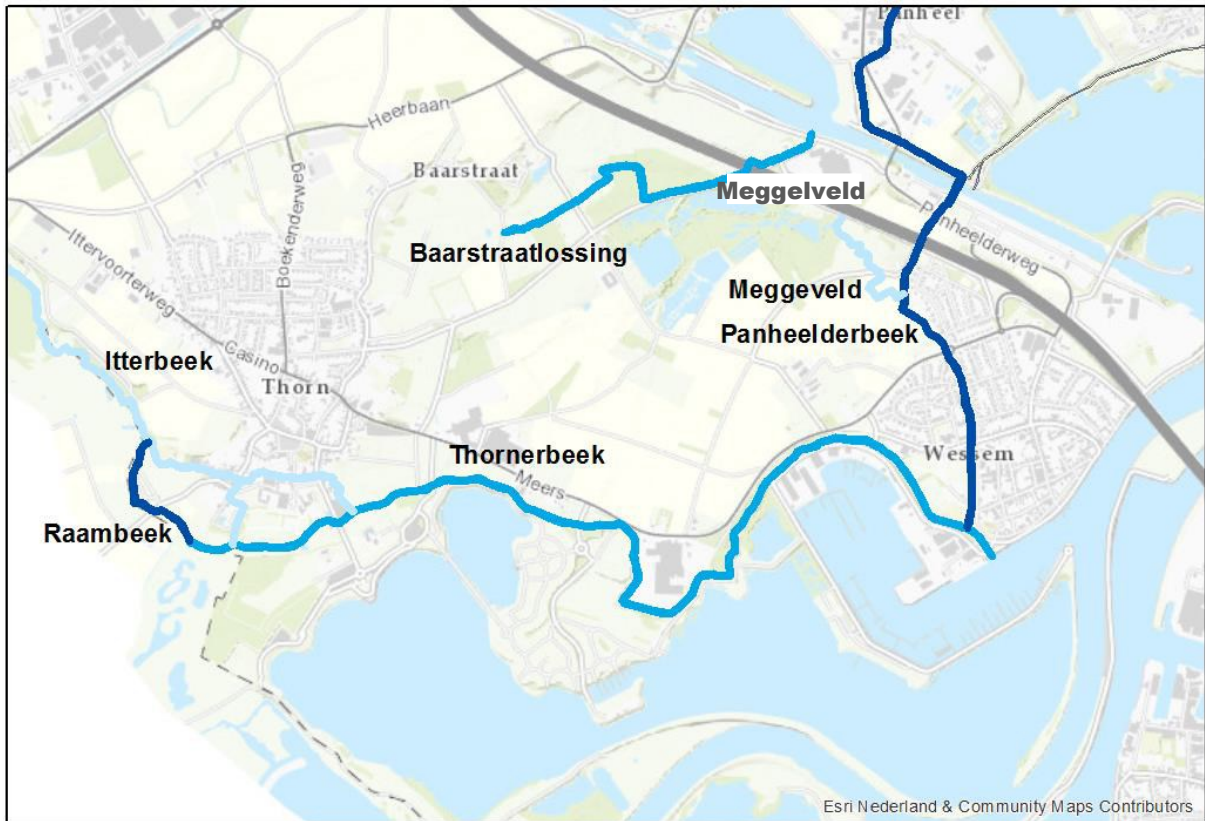 Panheel
Heerbaan
Baarstraat
Meggelveld
Boekenderweg
Panheelderweg
Ittervoorterweg
Baarstraatlossing
Meggeveld
Panheelderbeek
Itterbeek
Casino
Thorn
Thornerbeek
Wessem
Meers
Raambeek
Esri Nederland & Community Maps Contributors